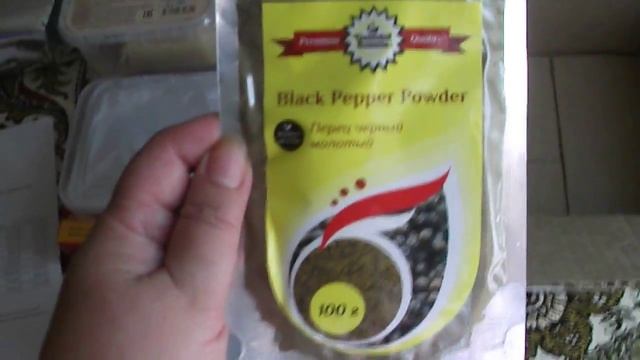 Premium Quality
Black Pepper Powder
Перец черный
молотый
100 г